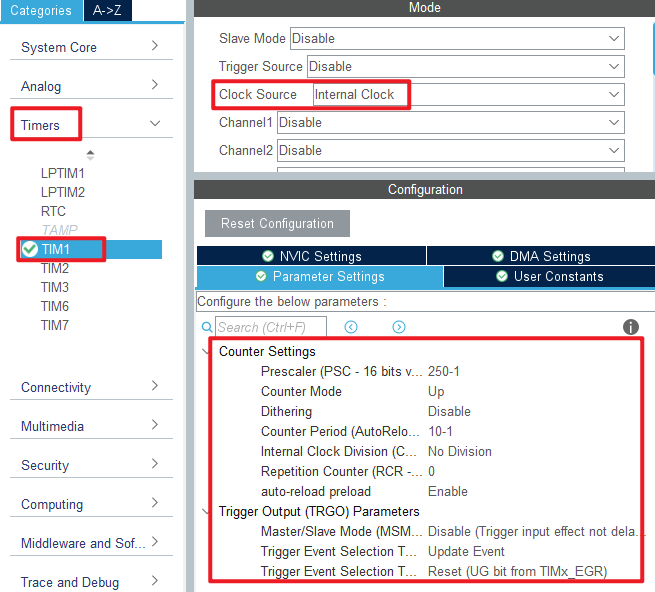 Categories A->Z
System Core
Analog
Timers
LPTIM1
LPTIM2
RTC
TAMP
TIM1
TIM2
TIM3
TIM6
TIM7
Connectivity
Multimedia
Security
Computing
Middleware and Sof...
Trace and Debug
Mode
Slave Mode Disable
Trigger Source Disable
Clock Source Internal Clock
Channel1 Disable
Channel2 Disable
Configuration
Reset Configuration
NVIC Settings DMA Settings
Parameter Settings User Constants
Configure the below parameters :
Search (Ctrl+F)
Counter Settings
Prescaler (PSC - 16 bits v... 250-1
Counter Mode Up
Dithering Disable
Counter Period (AutoRelo... 10-1
Internal Clock Division (C... No Division
Repetition Counter (RCR -... 0
auto-reload preload Enable
Trigger Output (TRGO) Parameters
Master/Slave Mode (MSM... Disable (Trigger input effect not dela...
Trigger Event Selection T... Update Event
Trigger Event Selection T... Reset (UG bit from TIMx_EGR)